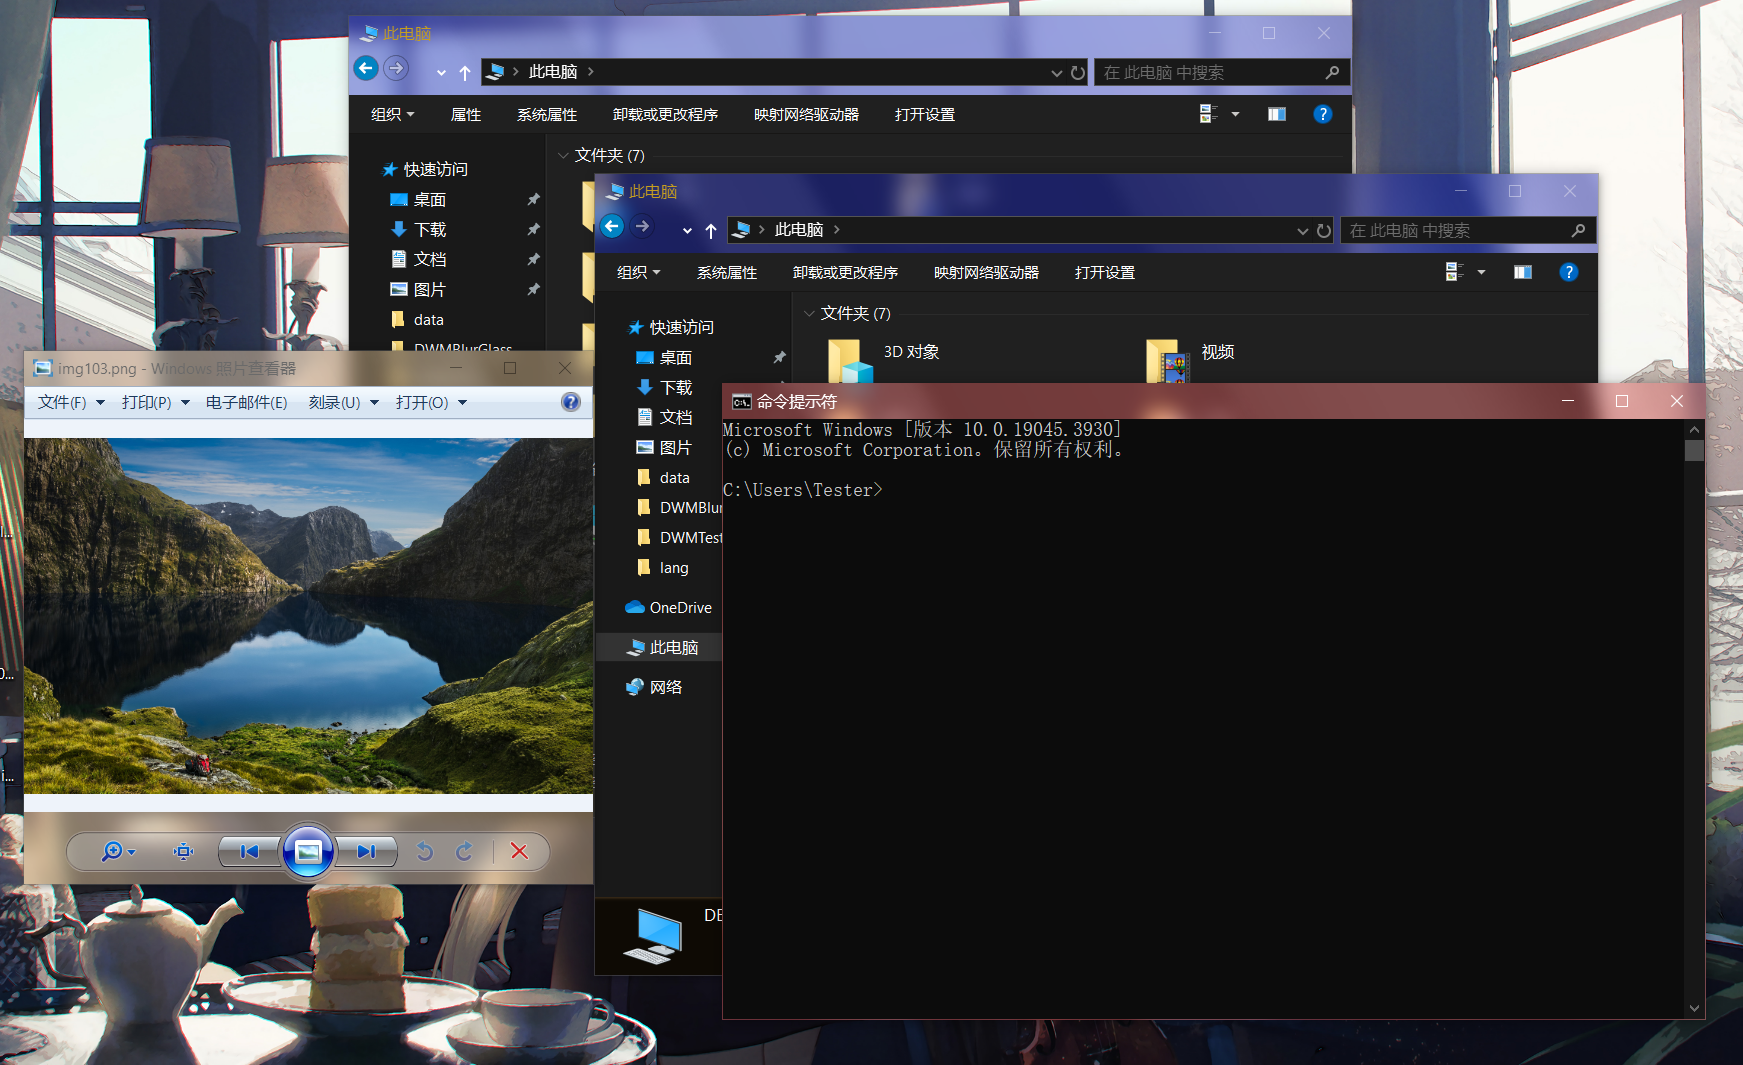 此电脑
此电脑
在 此电脑 中搜索
组织 属性 系统属性 卸载或更改程序 映射网络驱动器 打开设置
快速访问
桌面
下载
文档
图片
data
DWMBlurGlass
文件夹 (7)
此电脑
此电脑
在 此电脑 中搜索
组织 系统属性 卸载或更改程序 映射网络驱动器 打开设置
快速访问
桌面
下载
文档
图片
data
DWMBlur
DWMTest
lang
OneDrive
此电脑
网络
文件夹 (7)
3D 对象
视频
DE
img103.png - Windows 照片查看器
文件(F) 打印(P) 电子邮件(E) 刻录(U) 打开(O)
命令提示符
Microsoft Windows [版本 10.0.19045.3930]
(c) Microsoft Corporation。保留所有权利。
C:\Users\Tester>